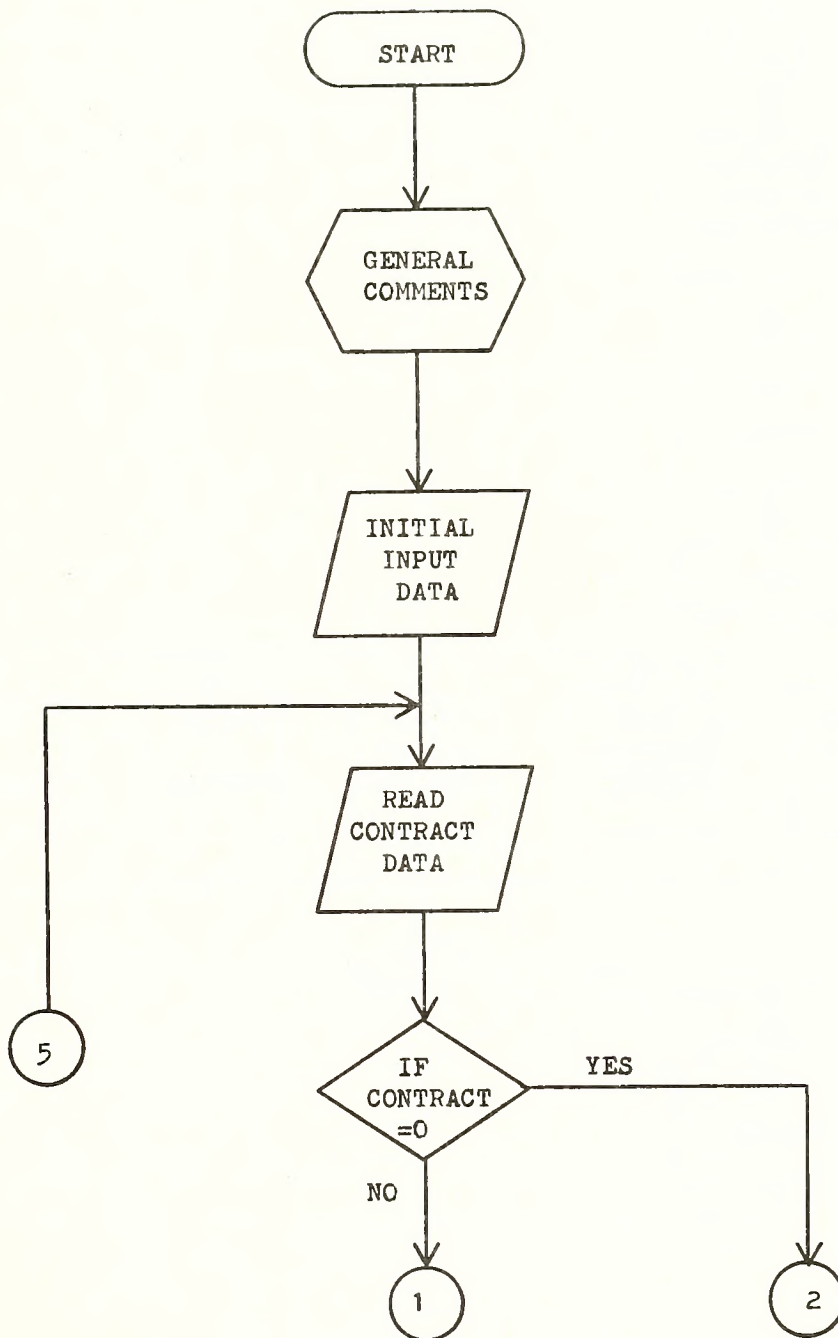 START
GENERAL
COMMENTS
INITIAL
INPUT
DATA
READ
CONTRACT
DATA
5
IF
CONTRACT
=0
YES
NO
1
2